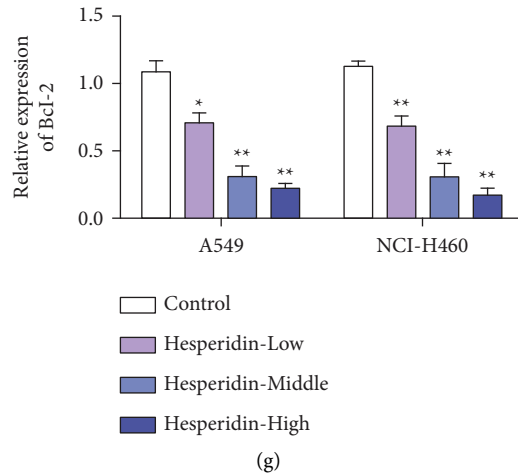 Relative expression
of BcI-2
1.5
1.0
0.5
0.0
*
**
**
**
**
**
A549
NCI-H460
Control
Hesperidin-Low
Hesperidin-Middle
Hesperidin-High
(g)